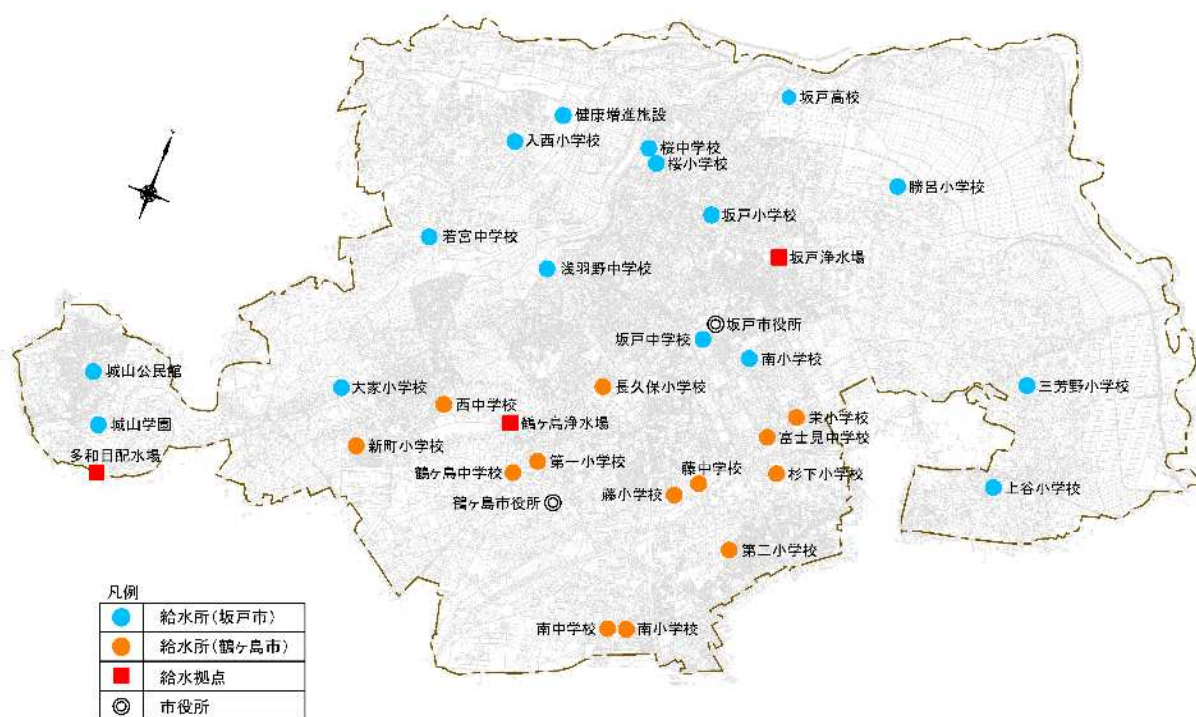 坂戸高校
健康増進施設
入西小学校
桜中学校
桜小学校
勝呂小学校
坂戸小学校
若宮中学校
坂戸浄水場
浅羽野中学校
坂戸市役所
坂戸中学校
南小学校
城山公民館
大家小学校
長久保小学校
三芳野小学校
西中学校
城山学園
鶴ヶ島浄水場
栄小学校
富士見中学校
新町小学校
多和目配水場
第一小学校
鶴ヶ島中学校
藤中学校
杉下小学校
藤小学校
上谷小学校
鶴ヶ島市役所
第二小学校
南中学校
南小学校
凡例
給水所(坂戸市)
給水所(鶴ヶ島市)
給水拠点
市役所